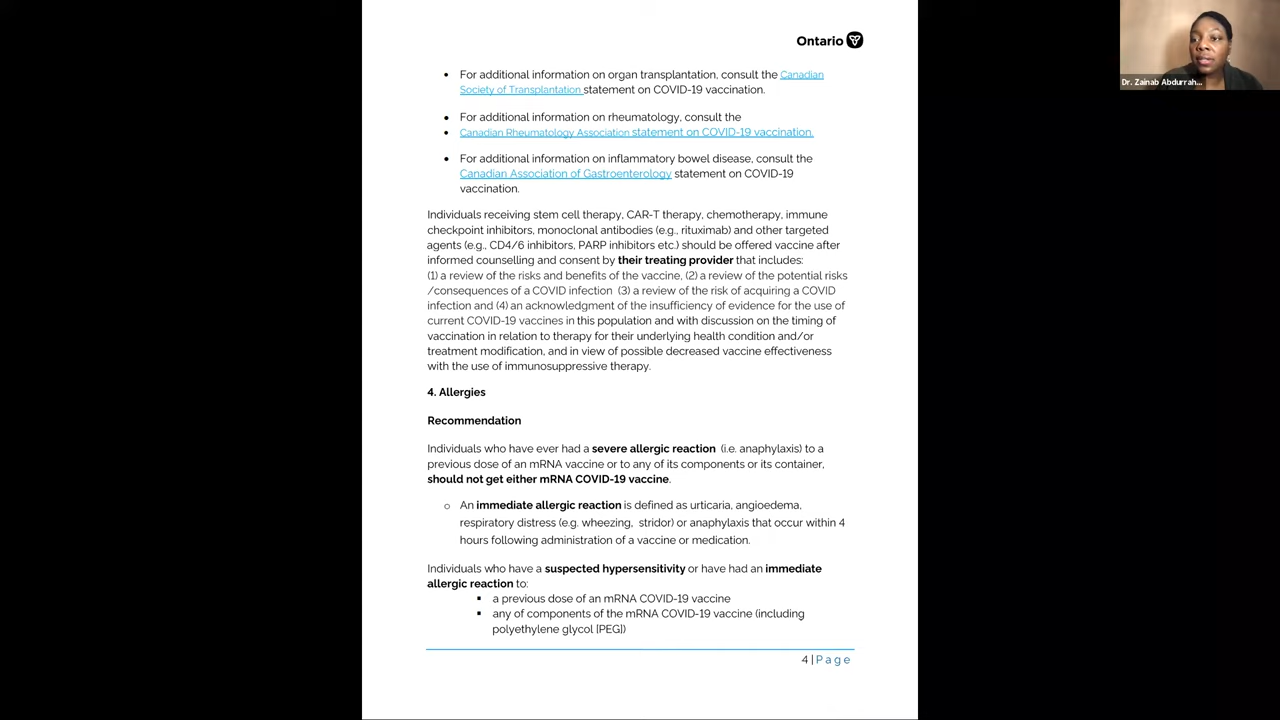 Ontario
Dr. Zainab Abdurrah...
• For additional information on organ transplantation, consult the Canadian
Society of Transplantation statement on COVID-19 vaccination.
• For additional information on rheumatology, consult the
• Canadian Rheumatology Association statement on COVID-19 vaccination.
• For additional information on inflammatory bowel disease, consult the
Canadian Association of Gastroenterology statement on COVID-19
vaccination.
Individuals receiving stem cell therapy, CAR-T therapy, chemotherapy, immune
checkpoint inhibitors, monoclonal antibodies (e.g., rituximab) and other targeted
agents (e.g., CD4/6 inhibitors, PARP inhibitors etc.) should be offered vaccine after
informed counselling and consent by their treating provider that includes:
(1) a review of the risks and benefits of the vaccine, (2) a review of the potential risks
/consequences of a COVID infection (3) a review of the risk of acquiring a COVID
infection and (4) an acknowledgment of the insufficiency of evidence for the use of
current COVID-19 vaccines in this population and with discussion on the timing of
vaccination in relation to therapy for their underlying health condition and/or
treatment modification, and in view of possible decreased vaccine effectiveness
with the use of immunosuppressive therapy.
4. Allergies
Recommendation
Individuals who have ever had a severe allergic reaction (i.e. anaphylaxis) to a
previous dose of an mRNA vaccine or to any of its components or its container,
should not get either mRNA COVID-19 vaccine.
o An immediate allergic reaction is defined as urticaria, angioedema,
respiratory distress (e.g. wheezing, stridor) or anaphylaxis that occur within 4
hours following administration of a vaccine or medication.
Individuals who have a suspected hypersensitivity or have had an immediate
allergic reaction to:
▪ a previous dose of an mRNA COVID-19 vaccine
▪ any of components of the mRNA COVID-19 vaccine (including
polyethylene glycol [PEG])
4 | Page